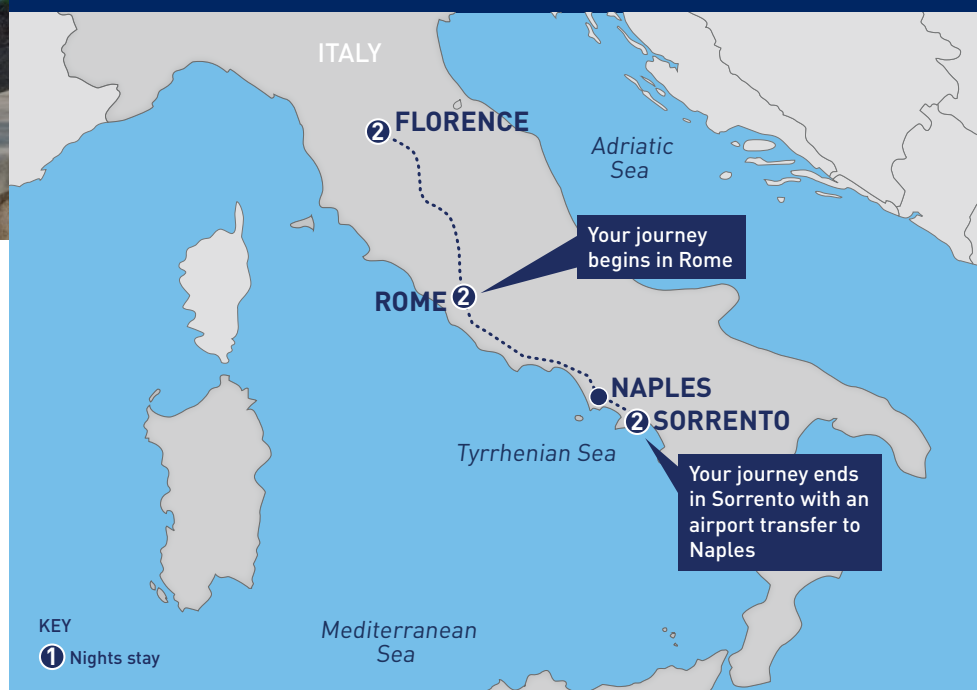 ITALY
2 FLORENCE
Adriatic
Sea
Your journey
begins in Rome
ROME 2
NAPLES
2 SORRENTO
Tyrrhenian Sea
Your journey ends
in Sorrento with an
airport transfer to
Naples
Mediterranean
Sea
KEY
1 Nights stay